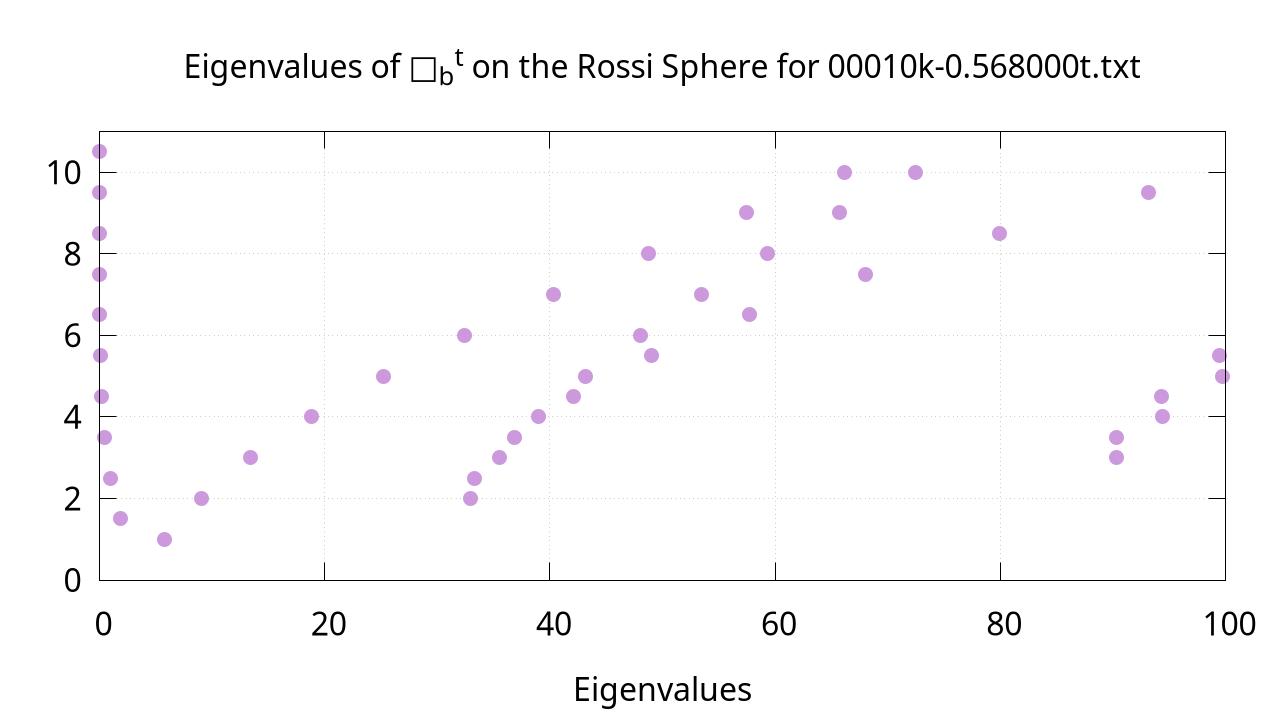 Eigenvalues of □bᵗ on the Rossi Sphere for 00010k-0.568000t.txt
10
8
6
4
2
0
0 20 40 60 80 100
Eigenvalues